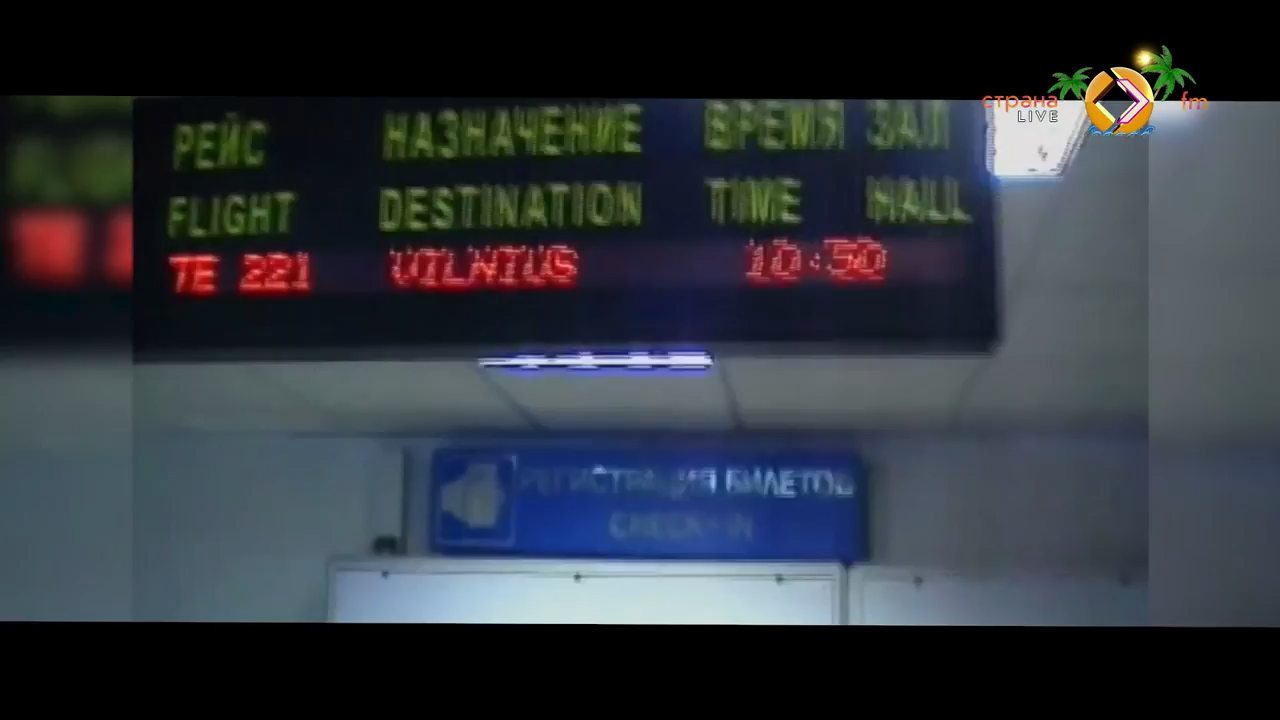 страна fm
LIVE
РЕЙС НАЗНАЧЕНИЕ ВРЕМЯ ЗАЛ
FLIGHT DESTINATION TIME HALL
TE 221 VILNIUS 10:50
РЕГИСТРАЦИЯ БИЛЕТОВ
CHECK-IN